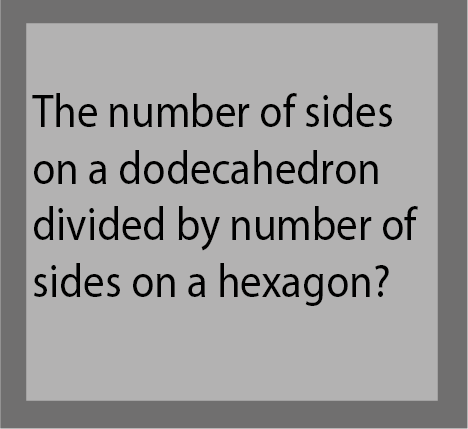 The number of sides
on a dodecahedron
divided by number of
sides on a hexagon?